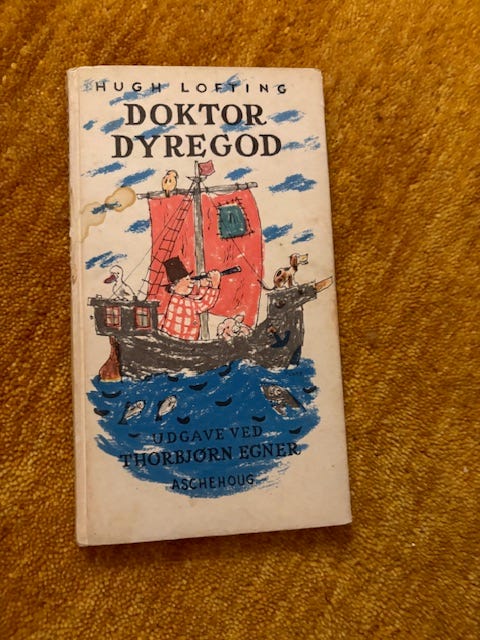 HUGH LOFTING
DOKTOR
DYREGOD
UDGAVE VED
THORBJØRN EGNER
ASCHEHOUG